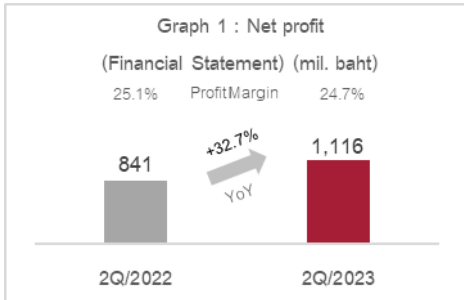 Graph 1 : Net profit
(Financial Statement) (mil. baht)
25.1% ProfitMargin 24.7%
+32.7%
841 1,116
YoY
2Q/2022 2Q/2023